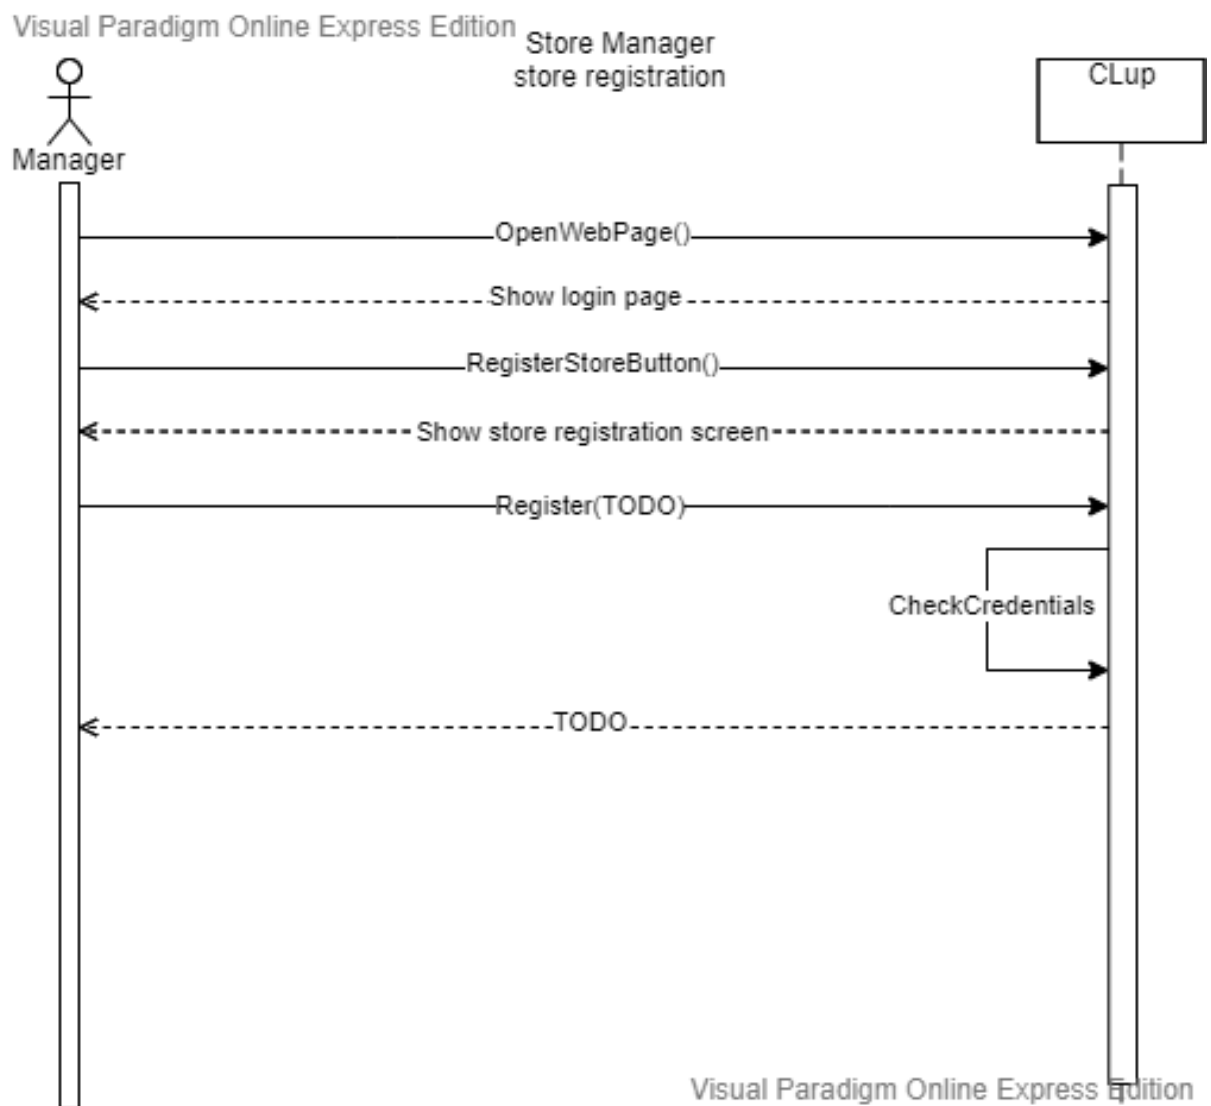 Visual Paradigm Online Express Edition
Store Manager
store registration
CLup
Manager
OpenWebPage()
Show login page
RegisterStoreButton()
Show store registration screen
Register(TODO)
CheckCredentials
TODO
Visual Paradigm Online Express Edition